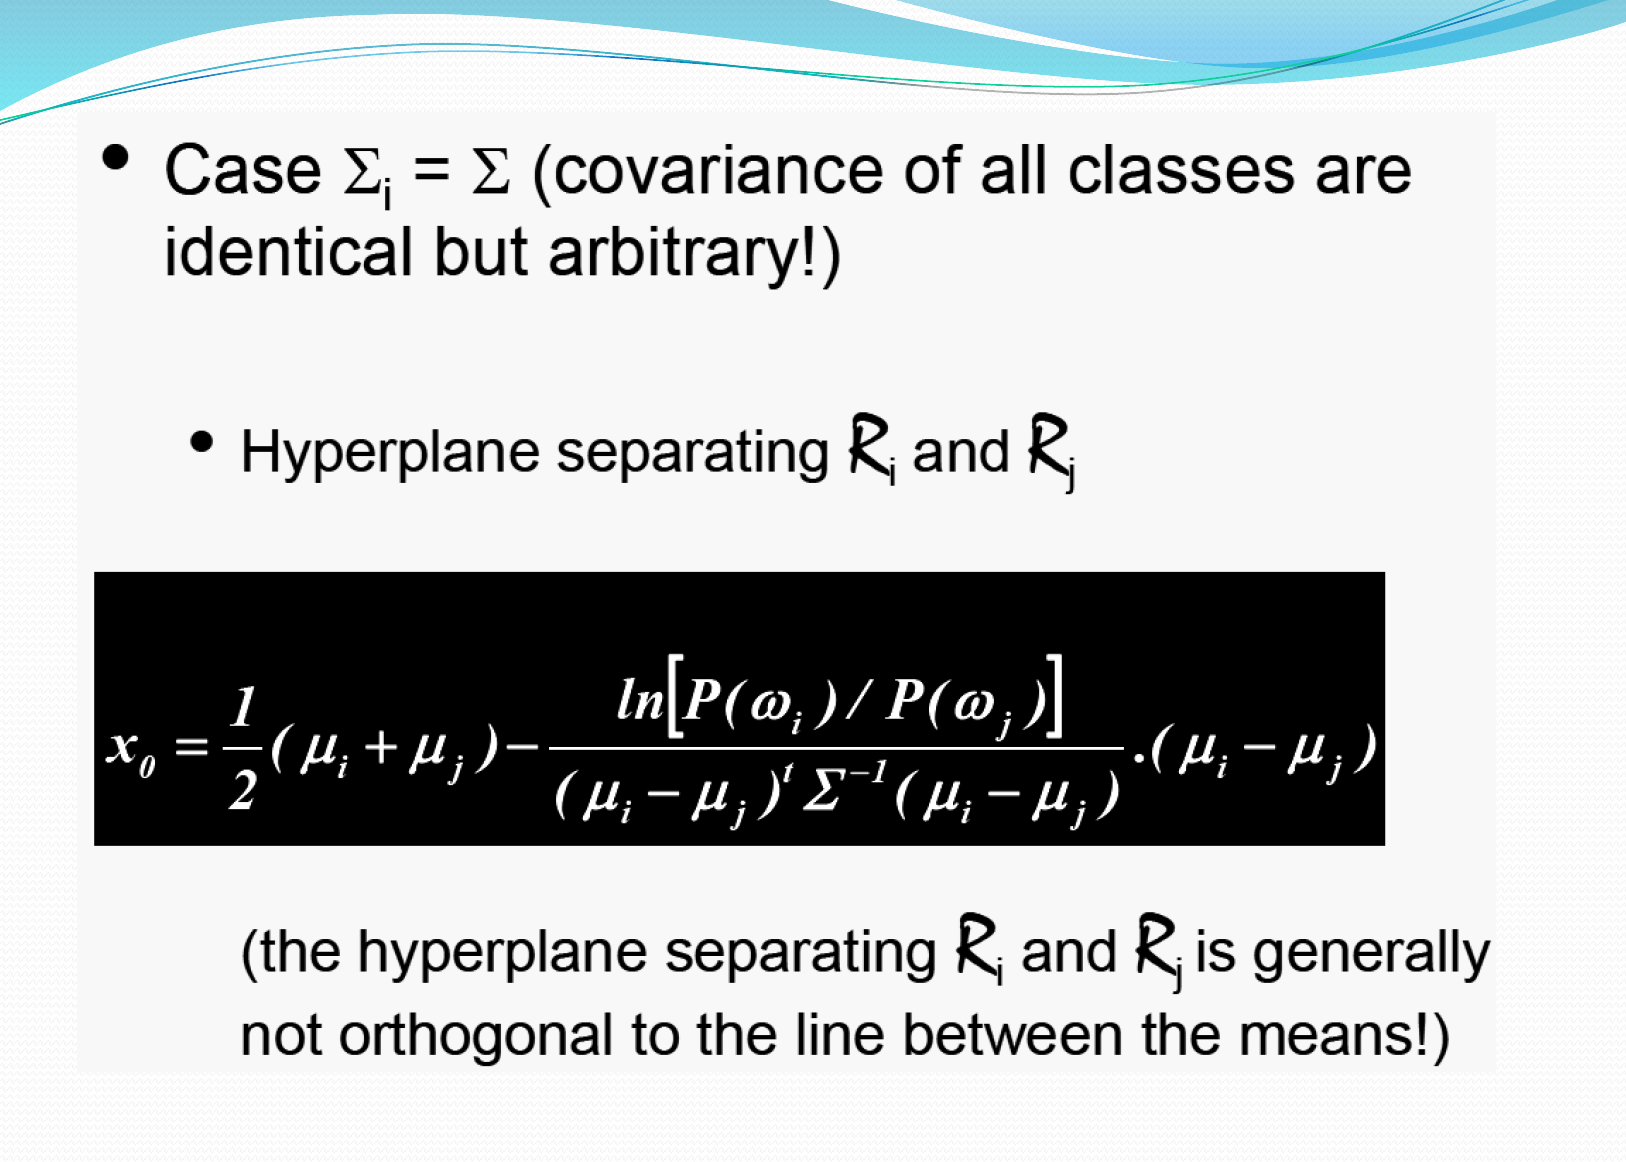 • Case Σi = Σ (covariance of all classes are
identical but arbitrary!)
• Hyperplane separating Ri and Rj
x0 = 1/2 ( μi + μj ) − ln[P( ωi ) / P( ωj )] / ( μi − μj )^t Σ^−1 ( μi − μj ) .( μi − μj )
(the hyperplane separating Ri and Rj is generally
not orthogonal to the line between the means!)